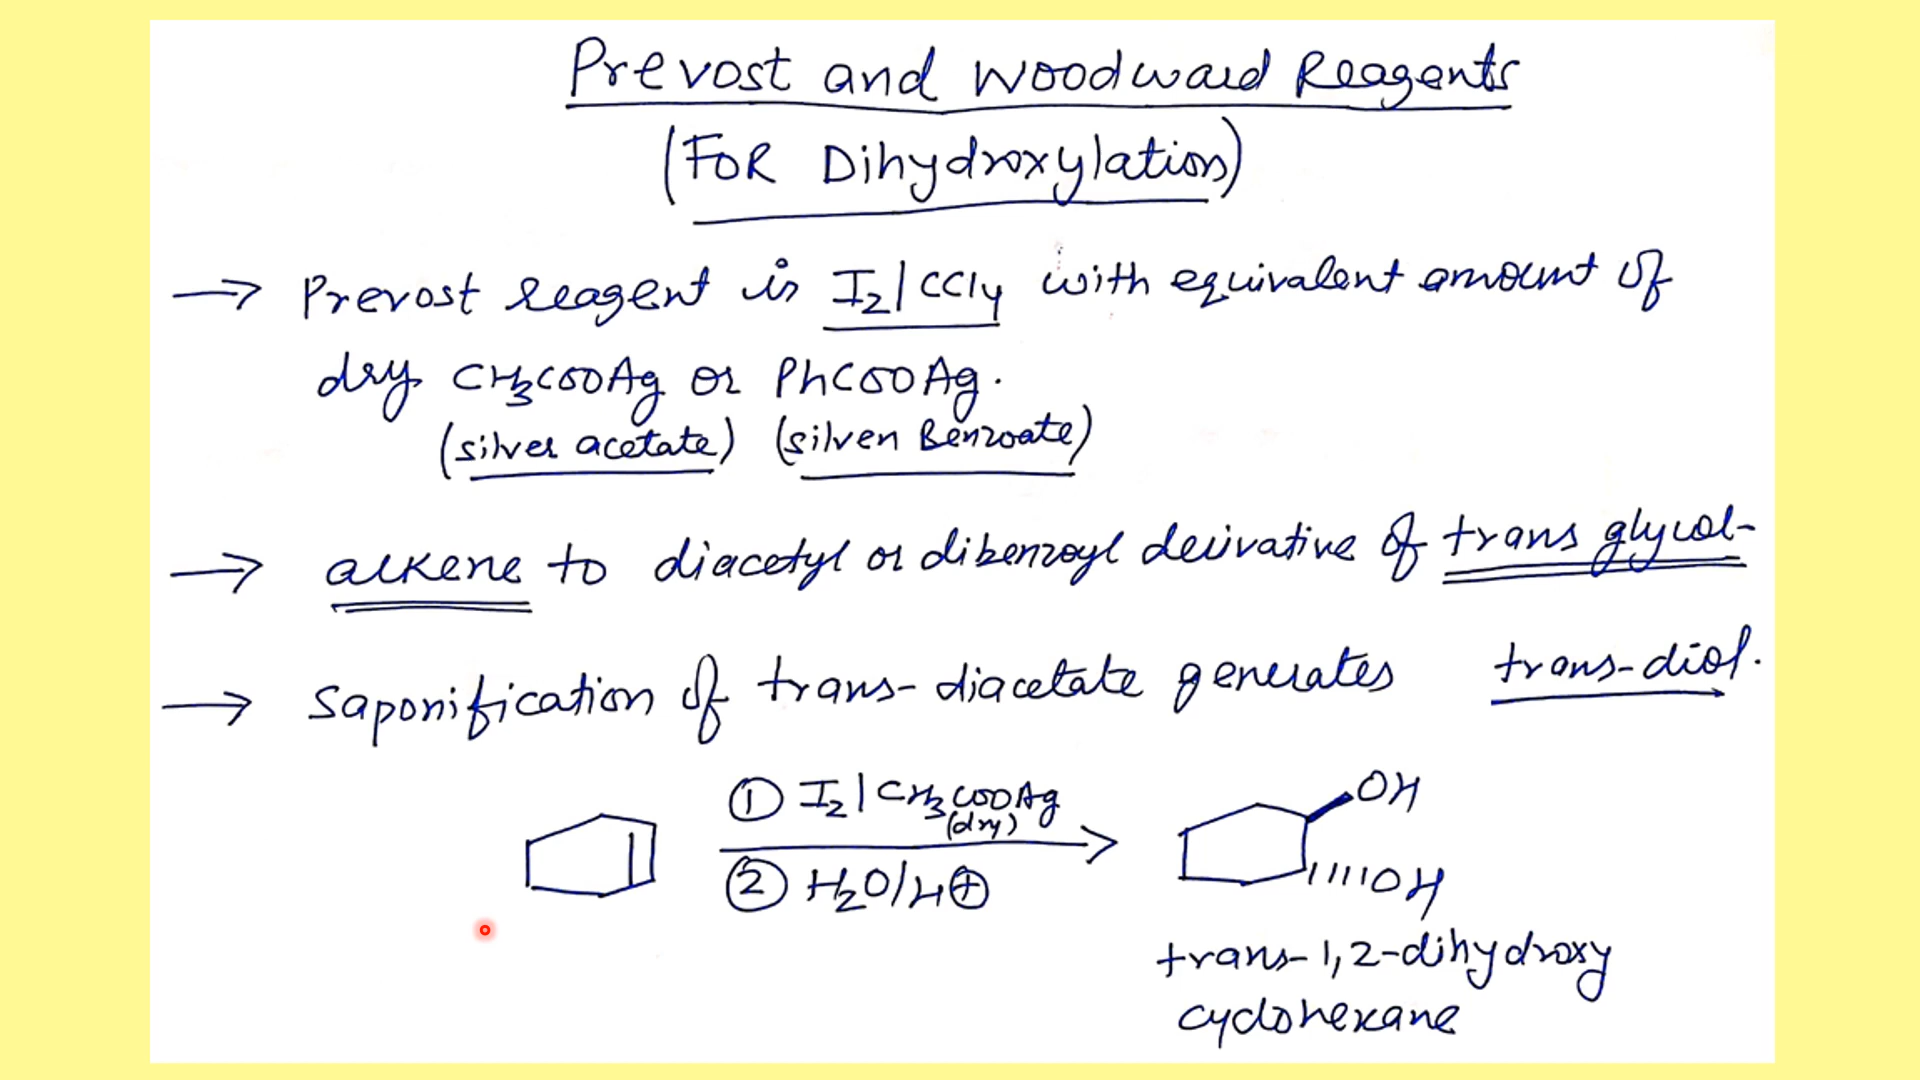 Prevost and Woodward Reagents
(FOR Dihydroxylation)
→ Prevost reagent is I₂/CCl₄ with equivalent amount of
dry CH₃COOAg or PhCOOAg.
(silver acetate) (silven Benzoate)
→ alkene to diacetyl or dibenzoyl derivative of trans glycol-
→ saponification of trans-diacetate generates trans-diol.
① I₂/CH₃COOAg
(dry)
② H₂O/H⊕
OH
OH
trans-1,2-dihydroxy
cyclohexane